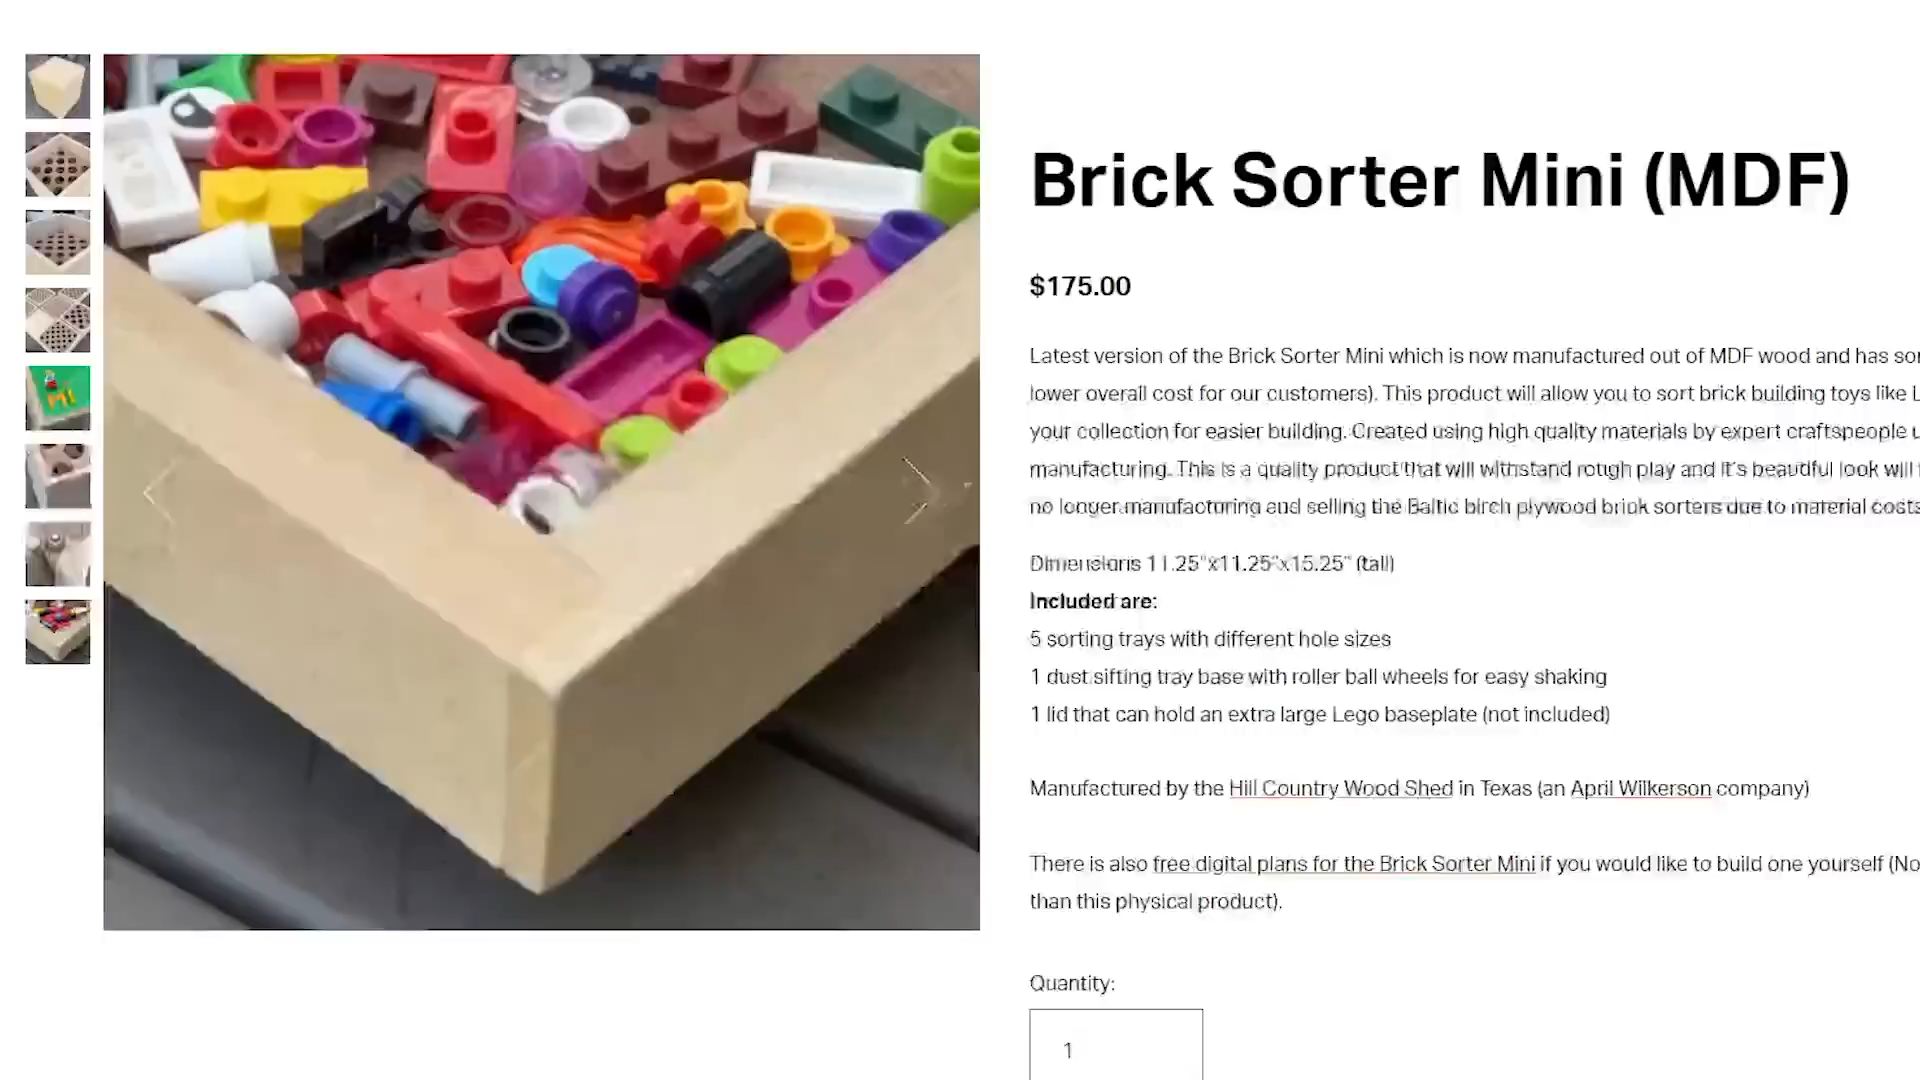 Brick Sorter Mini (MDF)
$175.00
Latest version of the Brick Sorter Mini which is now manufactured out of MDF wood and has
lower overall cost for our customers). This product will allow you to sort brick building toys like
your collection for easier building. Created using high quality materials by expert craftspeople
manufacturing. This is a quality product that will withstand rough play and it's beautiful look will
no longer manufacturing and selling the Baltic birch plywood brick sorters due to material costs
Dimensions 11.25"x11.25"x15.25" (tall)
Included are:
5 sorting trays with different hole sizes
1 dust sifting tray base with roller ball wheels for easy shaking
1 lid that can hold an extra large Lego baseplate (not included)
Manufactured by the Hill Country Wood Shed in Texas (an April Wilkerson company)
There is also free digital plans for the Brick Sorter Mini if you would like to build one yourself (No
than this physical product).
Quantity:
1